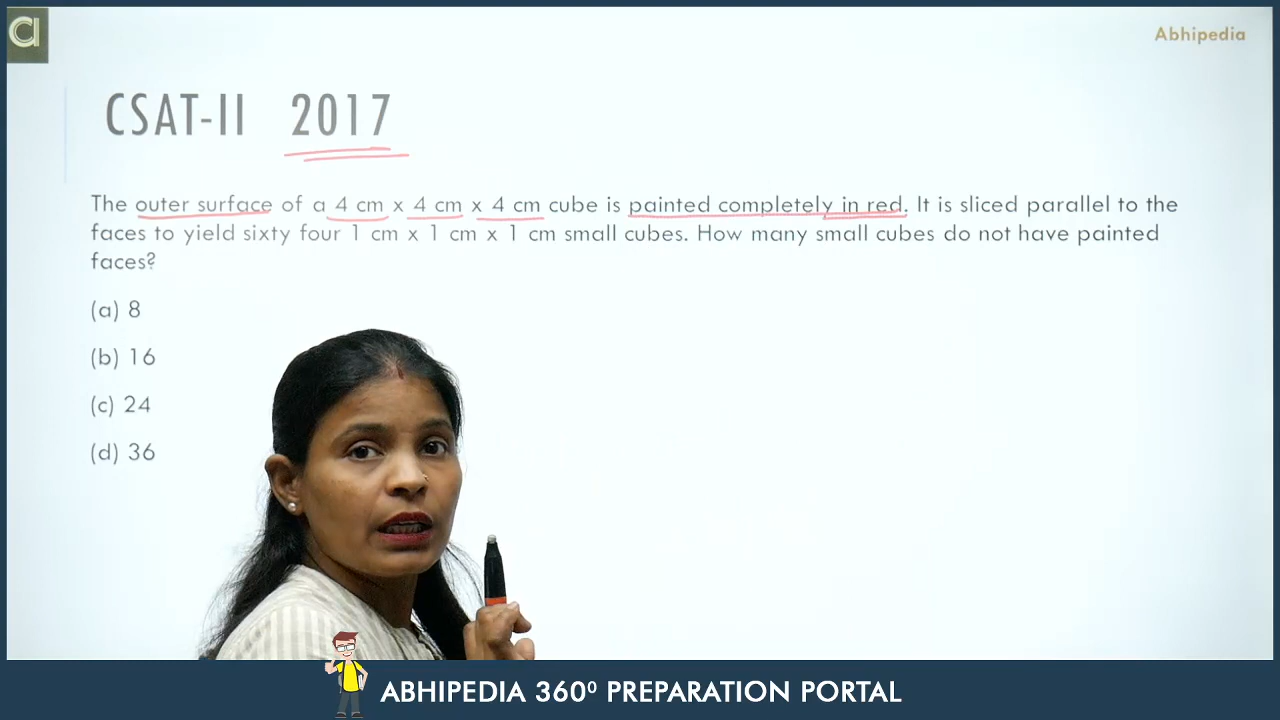 a
Abhipedia
CSAT-II 2017
The outer surface of a 4 cm x 4 cm x 4 cm cube is painted completely in red. It is sliced parallel to the
faces to yield sixty four 1 cm x 1 cm x 1 cm small cubes. How many small cubes do not have painted
faces?
(a) 8
(b) 16
(c) 24
(d) 36
ABHIPEDIA 360⁰ PREPARATION PORTAL